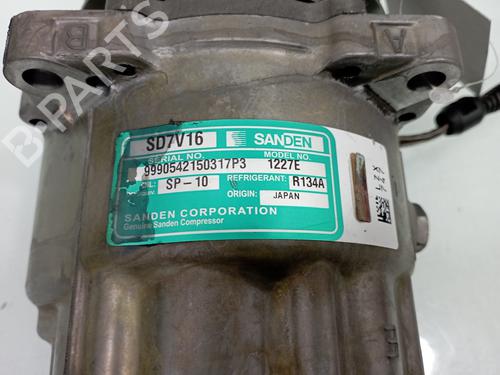 B
A
B-PARTS
SD7V16 SANDEN
SERIAL NO. MODEL NO.
9990542150317P3 1227E
OIL: SP-10 REFRIGERANT: R134A
ORIGIN: JAPAN
SANDEN CORPORATION
Genuine Sanden Compressor